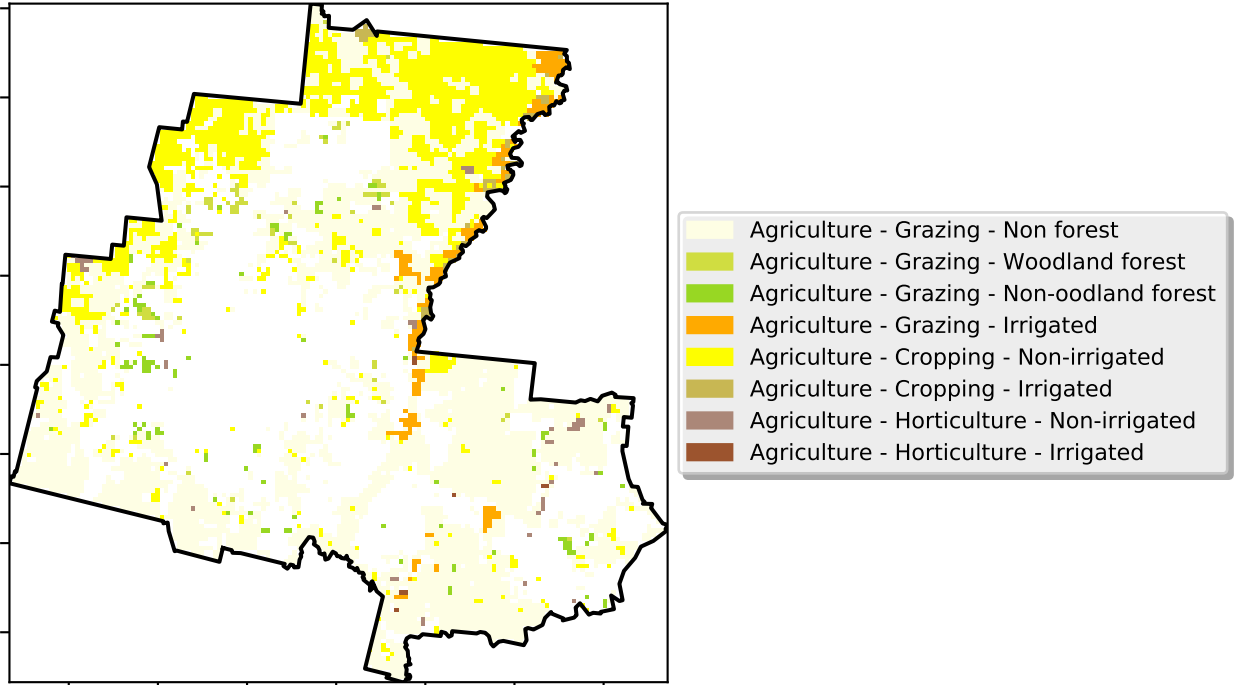 Agriculture - Grazing - Non forest
Agriculture - Grazing - Woodland forest
Agriculture - Grazing - Non-oodland forest
Agriculture - Grazing - Irrigated
Agriculture - Cropping - Non-irrigated
Agriculture - Cropping - Irrigated
Agriculture - Horticulture - Non-irrigated
Agriculture - Horticulture - Irrigated